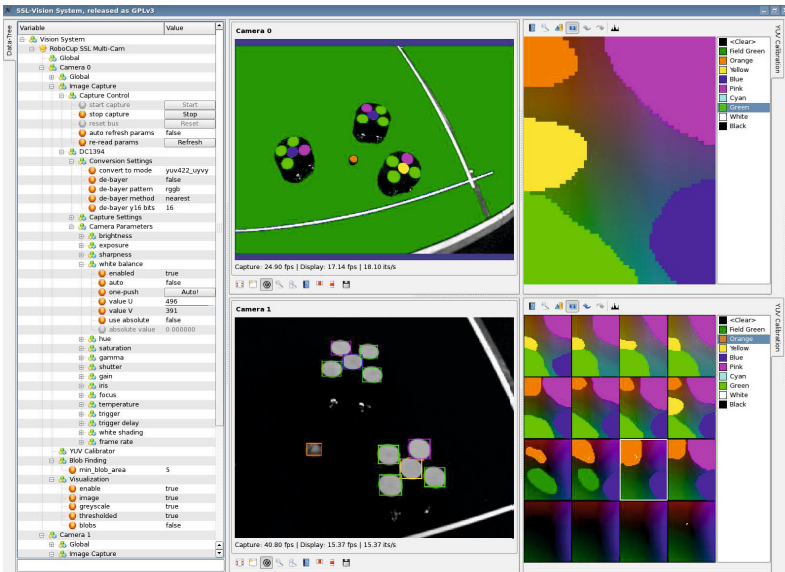 SSL-Vision System, released as GPLv3
Data-Tree
Variable Value
Vision System
RoboCup SSL Multi-Cam
Global
Camera 0
Global
Image Capture
Capture Control
start capture Start
stop capture Stop
reset bus Reset
auto refresh params false
re-read params Refresh
DC1394
Conversion Settings
convert to mode yuv422_uyvy
de-bayer false
de-bayer pattern rggb
de-bayer method nearest
de-bayer y16 bits 16
Capture Settings
Camera Parameters
brightness
exposure
sharpness
white balance
enabled true
auto false
one-push Auto!
value U 496
value V 391
use absolute false
absolute value 0.000000
hue
saturation
gamma
shutter
gain
iris
focus
temperature
trigger
trigger delay
white shading
frame rate
YUV Calibrator
Blob Finding
min_blob_area 5
Visualization
enable true
image true
greyscale true
thresholded true
blobs false
Camera 1
Global
Image Capture
Camera 0
Capture: 24.90 fps | Display: 17.14 fps | 18.10 its/s
Camera 1
Capture: 40.80 fps | Display: 15.37 fps | 15.37 its/s
<Clear>
Field Green
Orange
Yellow
Blue
Pink
Cyan
Green
White
Black
YUV Calibration
<Clear>
Field Green
Orange
Yellow
Blue
Pink
Cyan
Green
White
Black
YUV Calibration